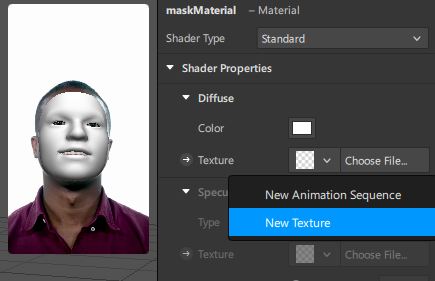 maskMaterial – Material
Shader Type Standard
Shader Properties
Diffuse
Color
Texture Choose File...
Specu
New Animation Sequence
Type
New Texture
Texture Choose File...